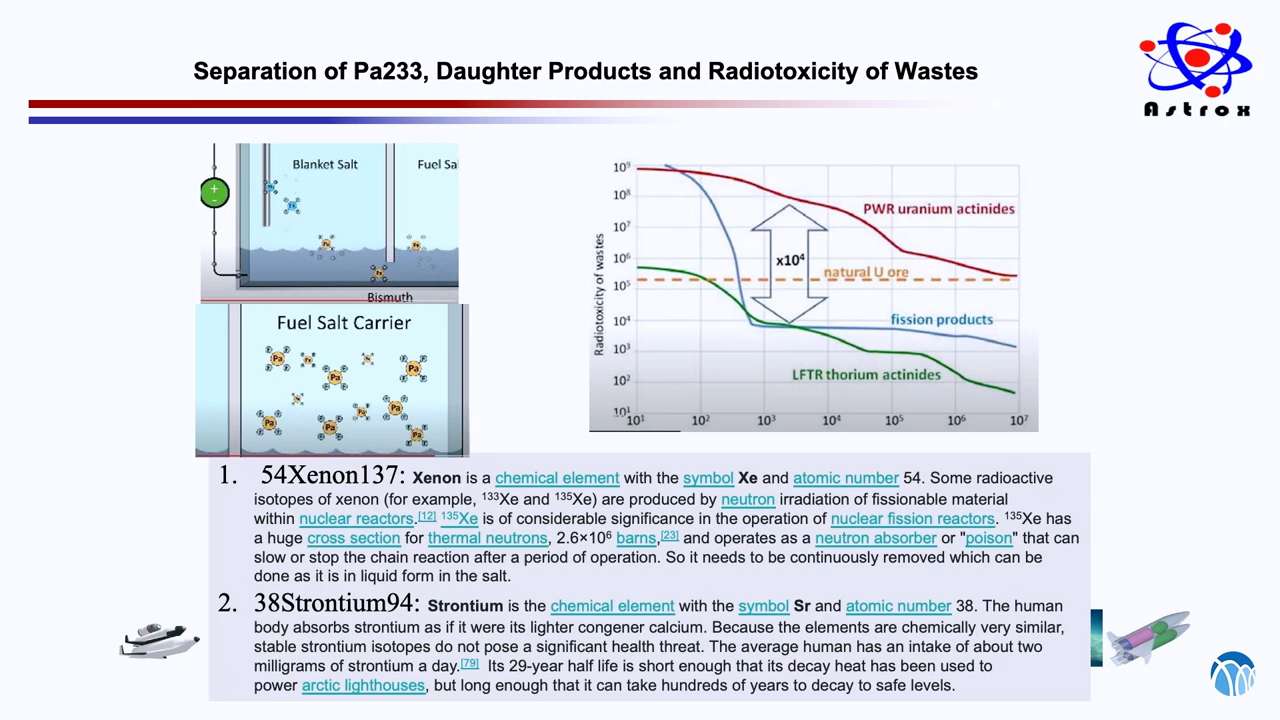 Separation of Pa233, Daughter Products and Radiotoxicity of Wastes
Astrox
Blanket Salt
Fuel Sa
Bismuth
Fuel Salt Carrier
Pa
Pa
Pa
Pa
Pa
Pa
Pa
Pa
Radiotoxicity of wastes
10⁹
10⁸
10⁷
10⁶
10⁵
10⁴
10³
10²
10¹
PWR uranium actinides
x10⁴
natural U ore
fission products
LFTR thorium actinides
10¹ 10² 10³ 10⁴ 10⁵ 10⁶ 10⁷
1. 54Xenon137: Xenon is a chemical element with the symbol Xe and atomic number 54. Some radioactive
isotopes of xenon (for example, ¹³³Xe and ¹³⁵Xe) are produced by neutron irradiation of fissionable material
within nuclear reactors.[12] ¹³⁵Xe is of considerable significance in the operation of nuclear fission reactors. ¹³⁵Xe has
a huge cross section for thermal neutrons, 2.6×10⁶ barns,[23] and operates as a neutron absorber or "poison" that can
slow or stop the chain reaction after a period of operation. So it needs to be continuously removed which can be
done as it is in liquid form in the salt.
2. 38Strontium94: Strontium is the chemical element with the symbol Sr and atomic number 38. The human
body absorbs strontium as if it were its lighter congener calcium. Because the elements are chemically very similar,
stable strontium isotopes do not pose a significant health threat. The average human has an intake of about two
milligrams of strontium a day.[79] Its 29-year half life is short enough that its decay heat has been used to
power arctic lighthouses, but long enough that it can take hundreds of years to decay to safe levels.